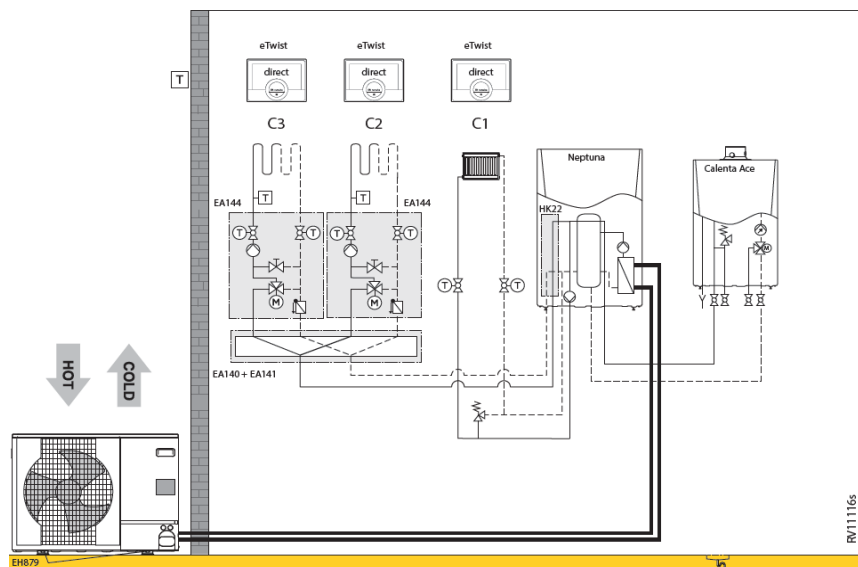 eTwist
eTwist
eTwist
direct
direct
direct
T
C3
C2
C1
Neptuna
Calenta Ace
T
T
EA144
EA144
HK22
T
T
T
T
T
T
M
M
M
EA140 + EA141
HOT
COLD
EH879
RV11116s